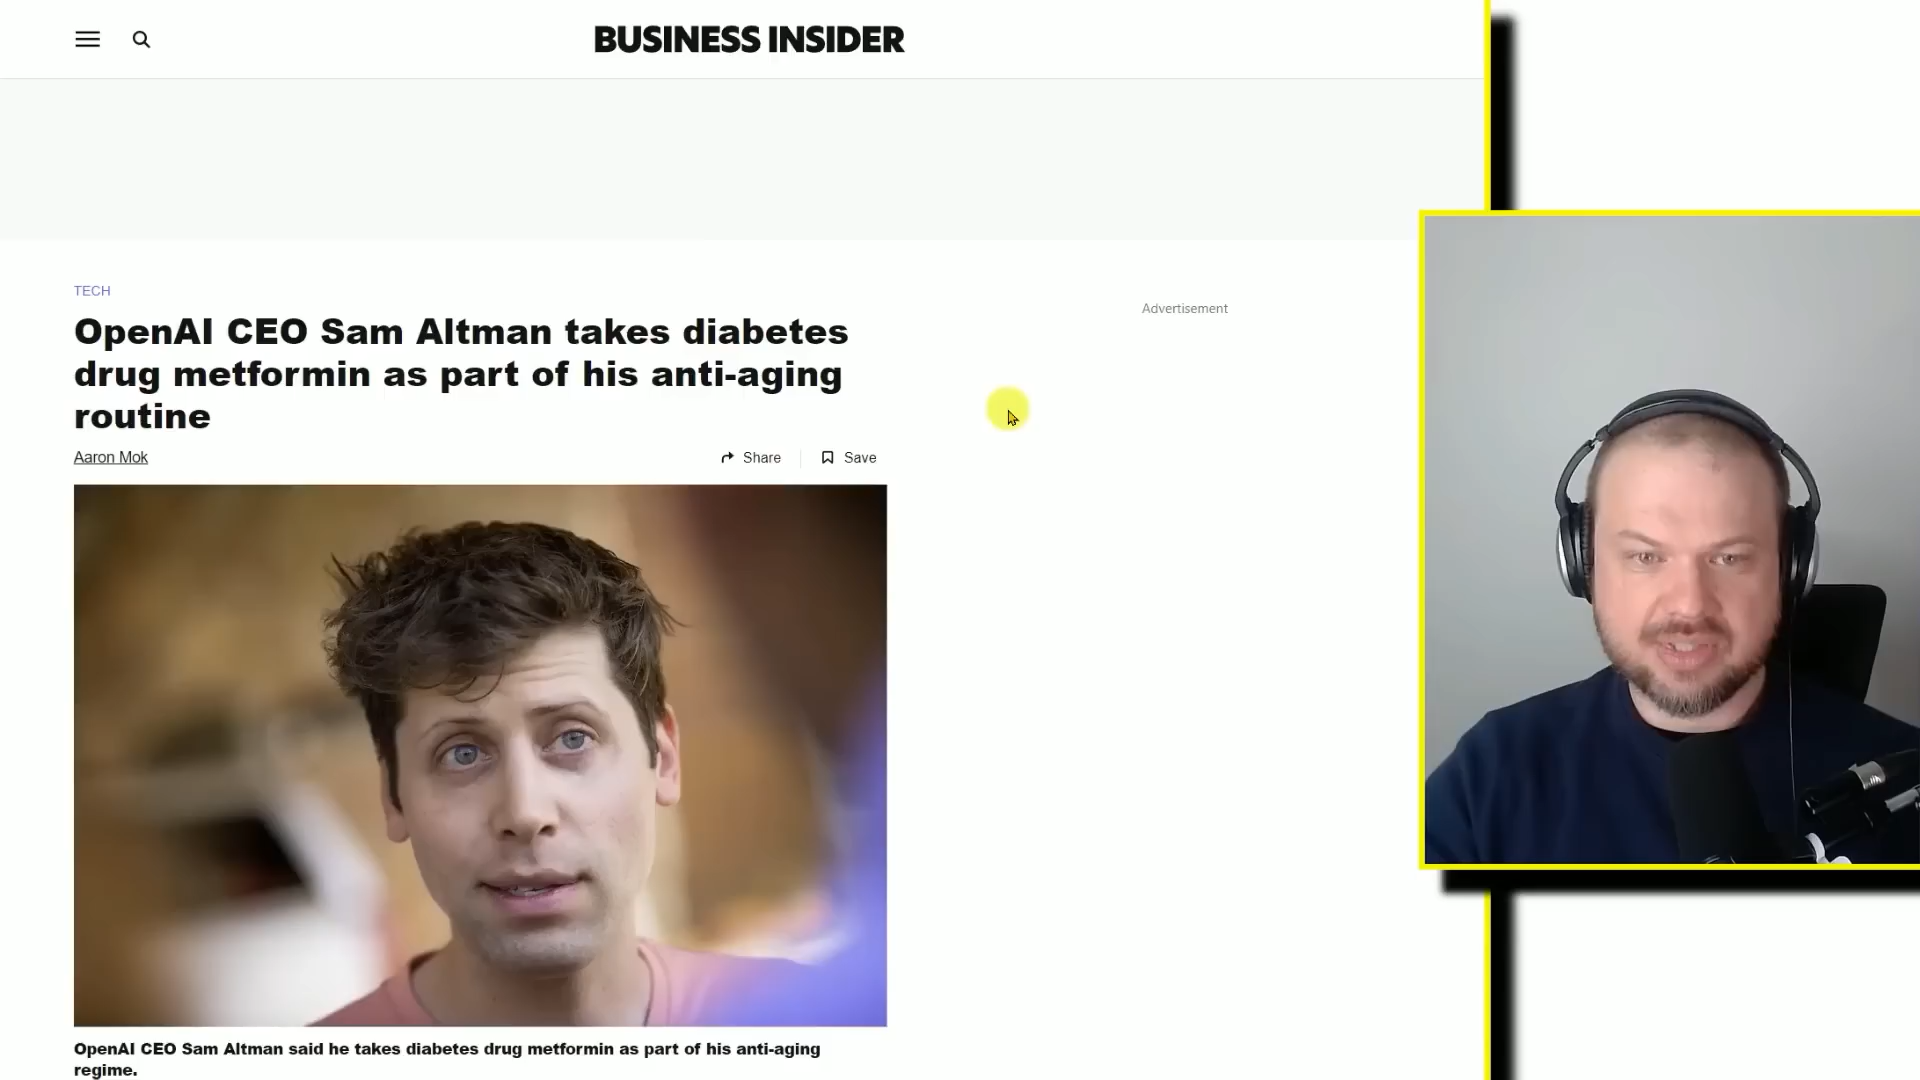 BUSINESS INSIDER
TECH
OpenAI CEO Sam Altman takes diabetes
drug metformin as part of his anti-aging
routine
Aaron Mok
Share
Save
Advertisement
OpenAI CEO Sam Altman said he takes diabetes drug metformin as part of his anti-aging
regime.